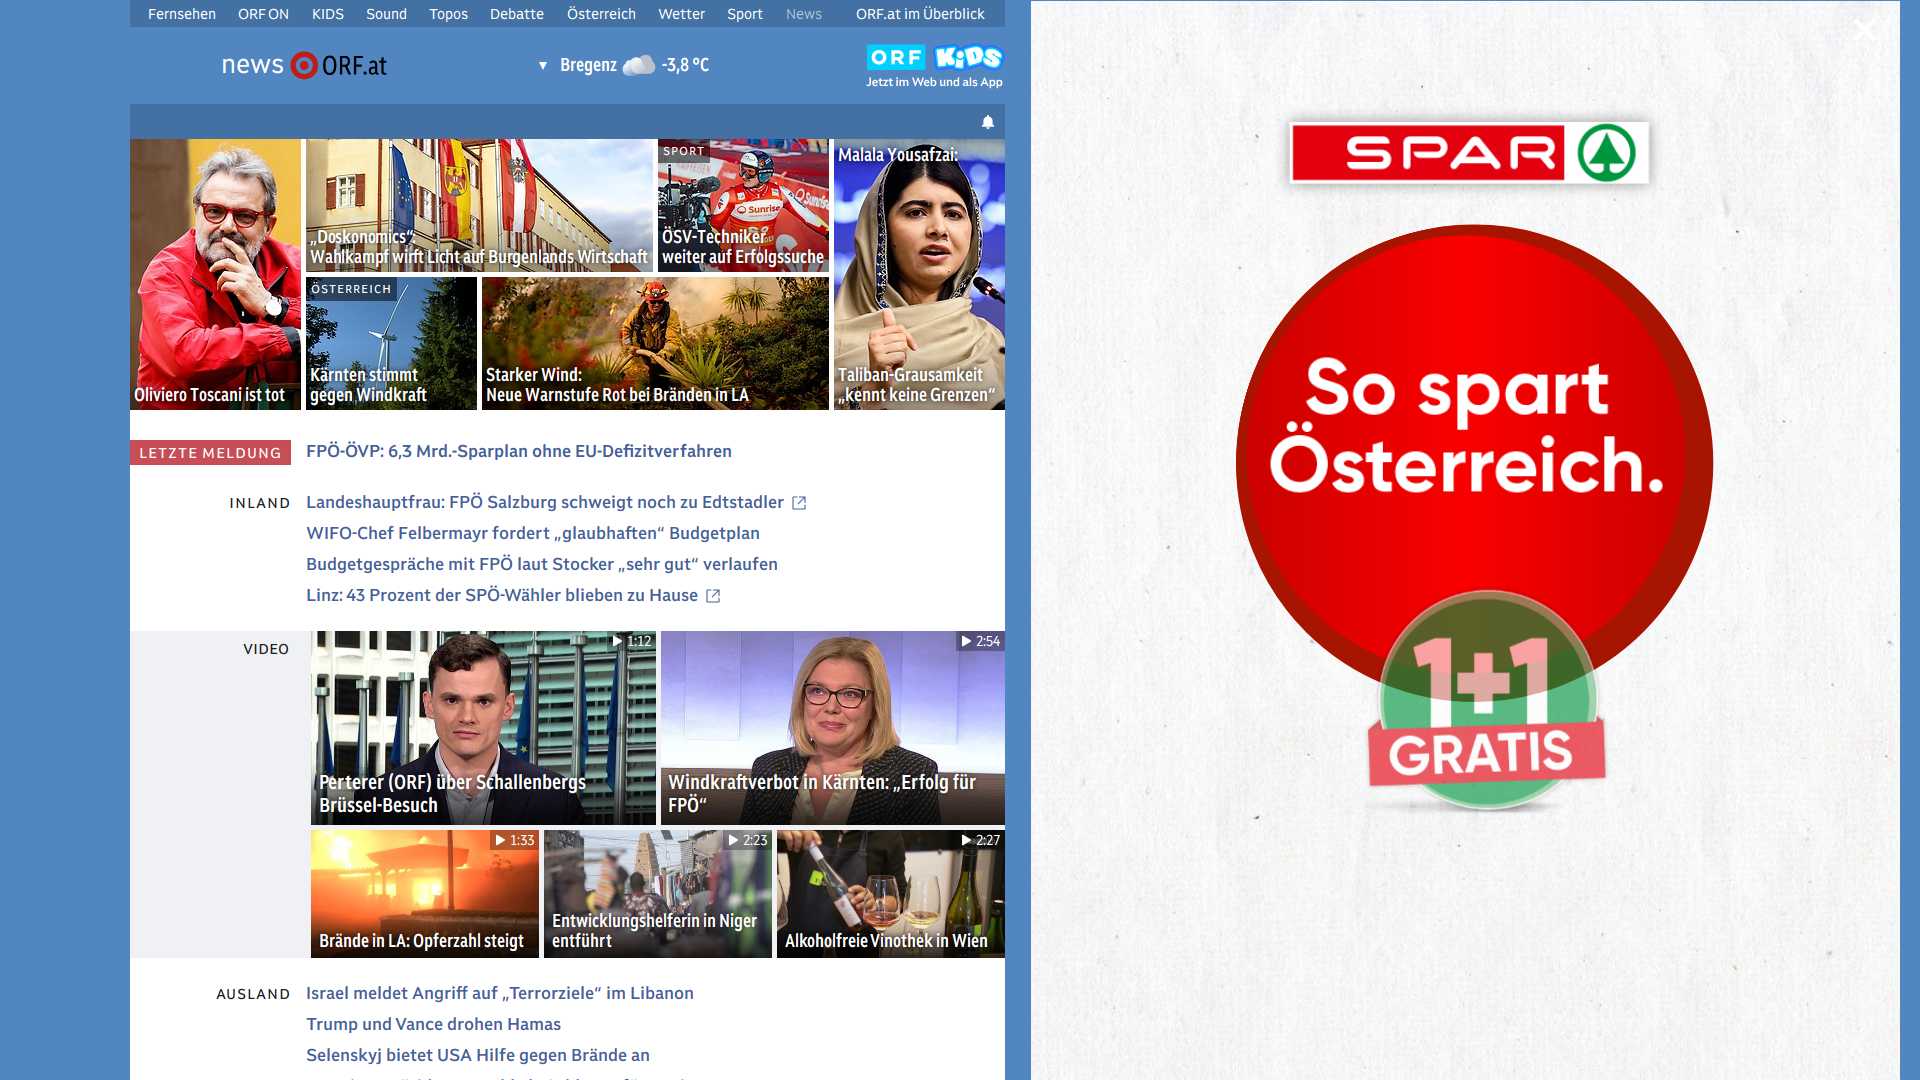 Fernsehen ORF ON KIDS Sound Topos Debatte Österreich Wetter Sport News ORF.at im Überblick
news ORF.at
▼ Bregenz -3,8 °C
ORF KiDS
Jetzt im Web und als App
Oliviero Toscani ist tot
„Doskonomics“:
Wahlkampf wirft Licht auf Burgenlands Wirtschaft
SPORT
ÖSV-Techniker
weiter auf Erfolgssuche
Malala Yousafzai:
Taliban-Grausamkeit
„kennt keine Grenzen“
ÖSTERREICH
Kärnten stimmt
gegen Windkraft
Starker Wind:
Neue Warnstufe Rot bei Bränden in LA
LETZTE MELDUNG
FPÖ-ÖVP: 6,3 Mrd.-Sparplan ohne EU-Defizitverfahren
INLAND
Landeshauptfrau: FPÖ Salzburg schweigt noch zu Edtstadler
WIFO-Chef Felbermayr fordert „glaubhaften“ Budgetplan
Budgetgespräche mit FPÖ laut Stocker „sehr gut“ verlaufen
Linz: 43 Prozent der SPÖ-Wähler blieben zu Hause
VIDEO
1:12
Perterer (ORF) über Schallenbergs
Brüssel-Besuch
2:54
Windkraftverbot in Kärnten: „Erfolg für
FPÖ“
1:33
Brände in LA: Opferzahl steigt
2:23
Entwicklungshelferin in Niger
entführt
2:27
Alkoholfreie Vinothek in Wien
AUSLAND
Israel meldet Angriff auf „Terrorziele“ im Libanon
Trump und Vance drohen Hamas
Selenskyj bietet USA Hilfe gegen Brände an
SPAR
So spart
Österreich.
1+1
GRATIS